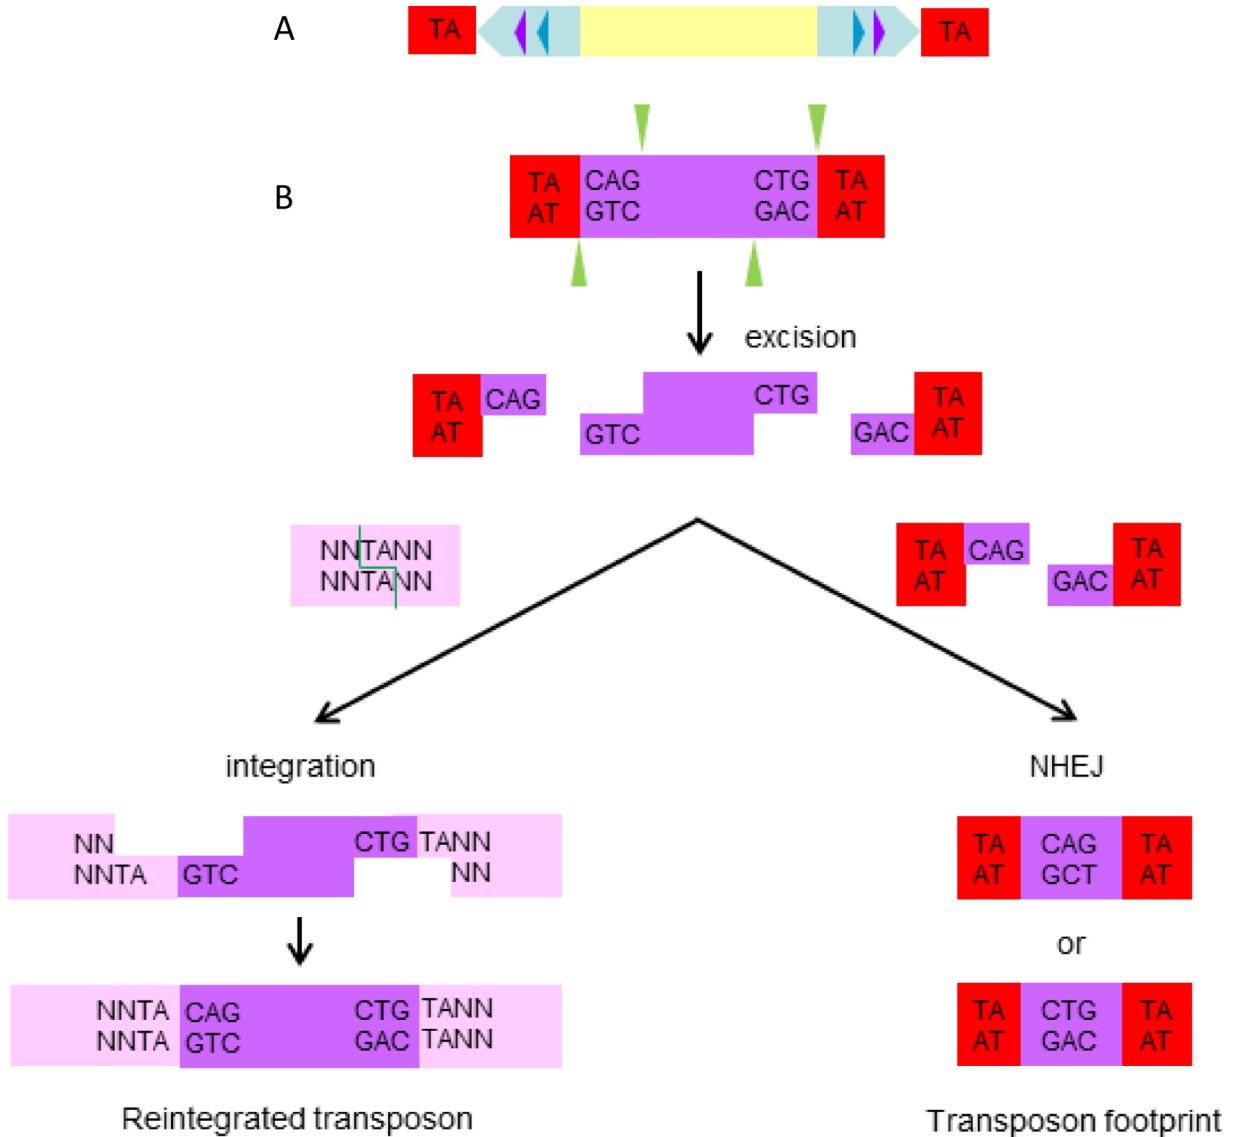 A
TA
TA
B
TA CAG CTG TA
AT GTC GAC AT
excision
TA CAG CTG TA
AT GTC GAC AT
NNTANN
NNTANN
TA CAG TA
AT GAC AT
integration
NHEJ
NN CTG TANN
NNTA GTC NN
TA CAG TA
AT GCT AT
or
NNTA CAG CTG TANN
NNTA GTC GAC TANN
TA CTG TA
AT GAC AT
Reintegrated transposon
Transposon footprint